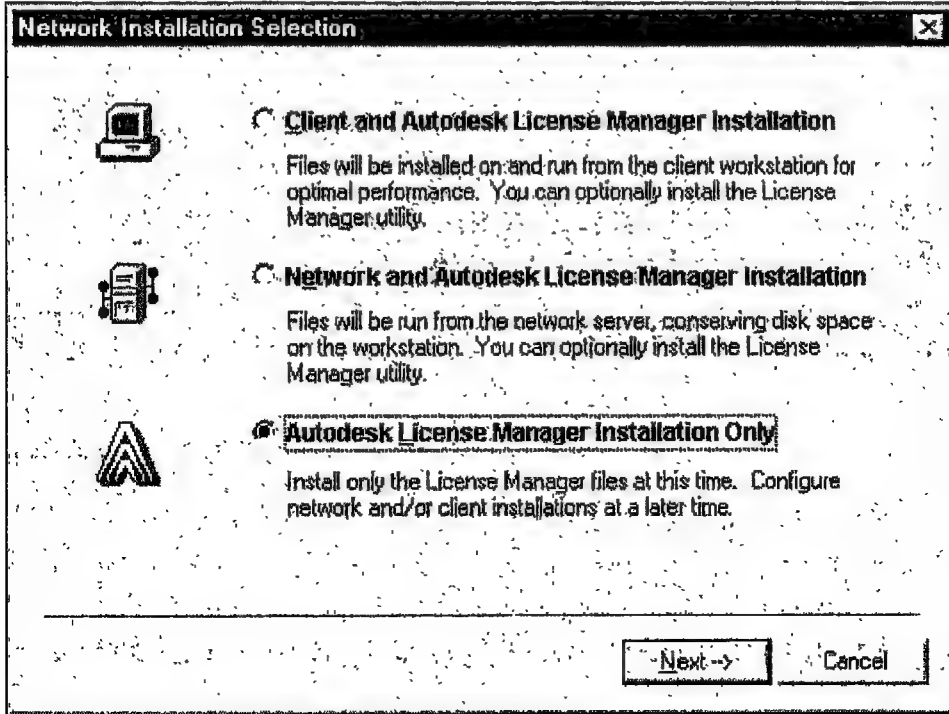 Network Installation Selection
Client and Autodesk License Manager Installation
Files will be installed on and run from the client workstation for
optimal performance. You can optionally install the License
Manager utility.
Network and Autodesk License Manager Installation
Files will be run from the network server, conserving disk space
on the workstation. You can optionally install the License
Manager utility.
Autodesk License Manager Installation Only
Install only the License Manager files at this time. Configure
network and/or client installations at a later time.
Next -->
Cancel